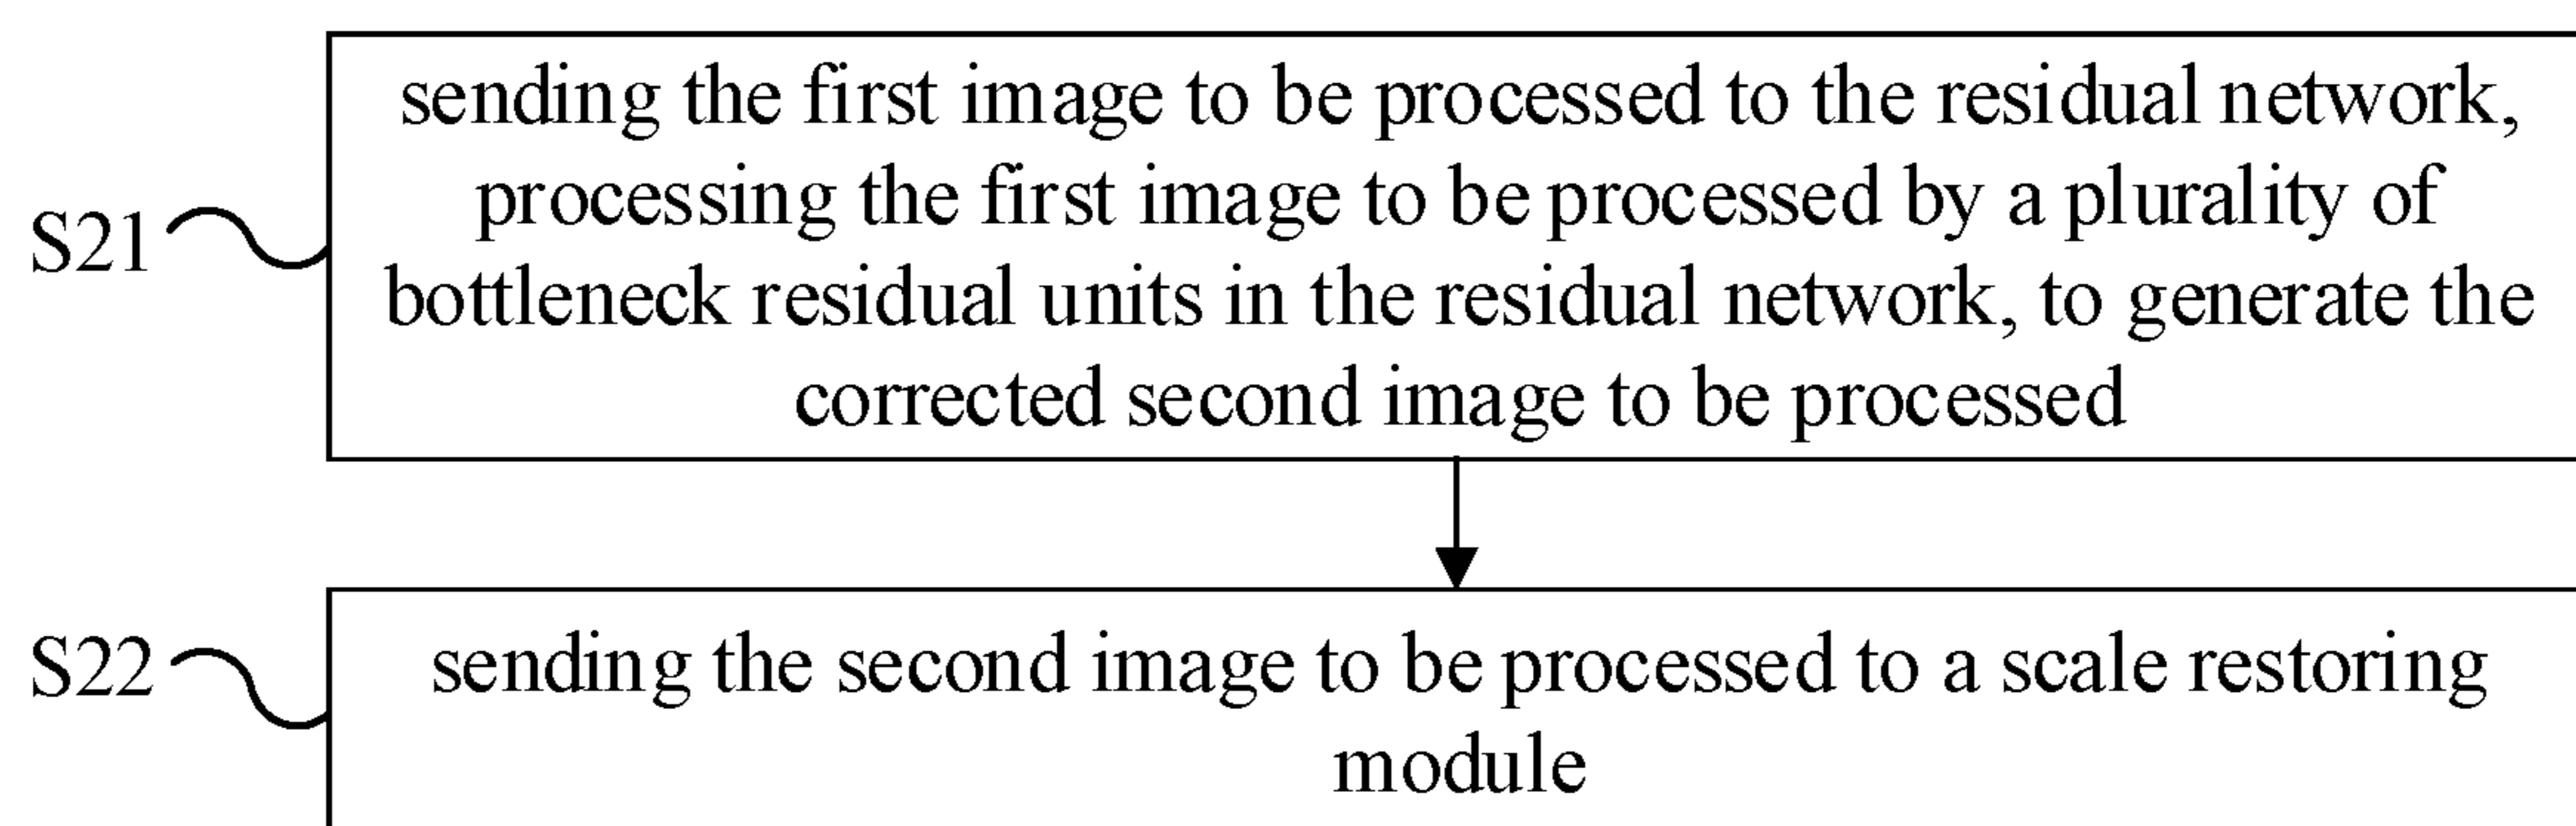 sending the first image to be processed to the residual network,
processing the first image to be processed by a plurality of
S21
bottleneck residual units in the residual network, to generate the
corrected second image to be processed
S22
sending the second image to be processed to a scale restoring
module